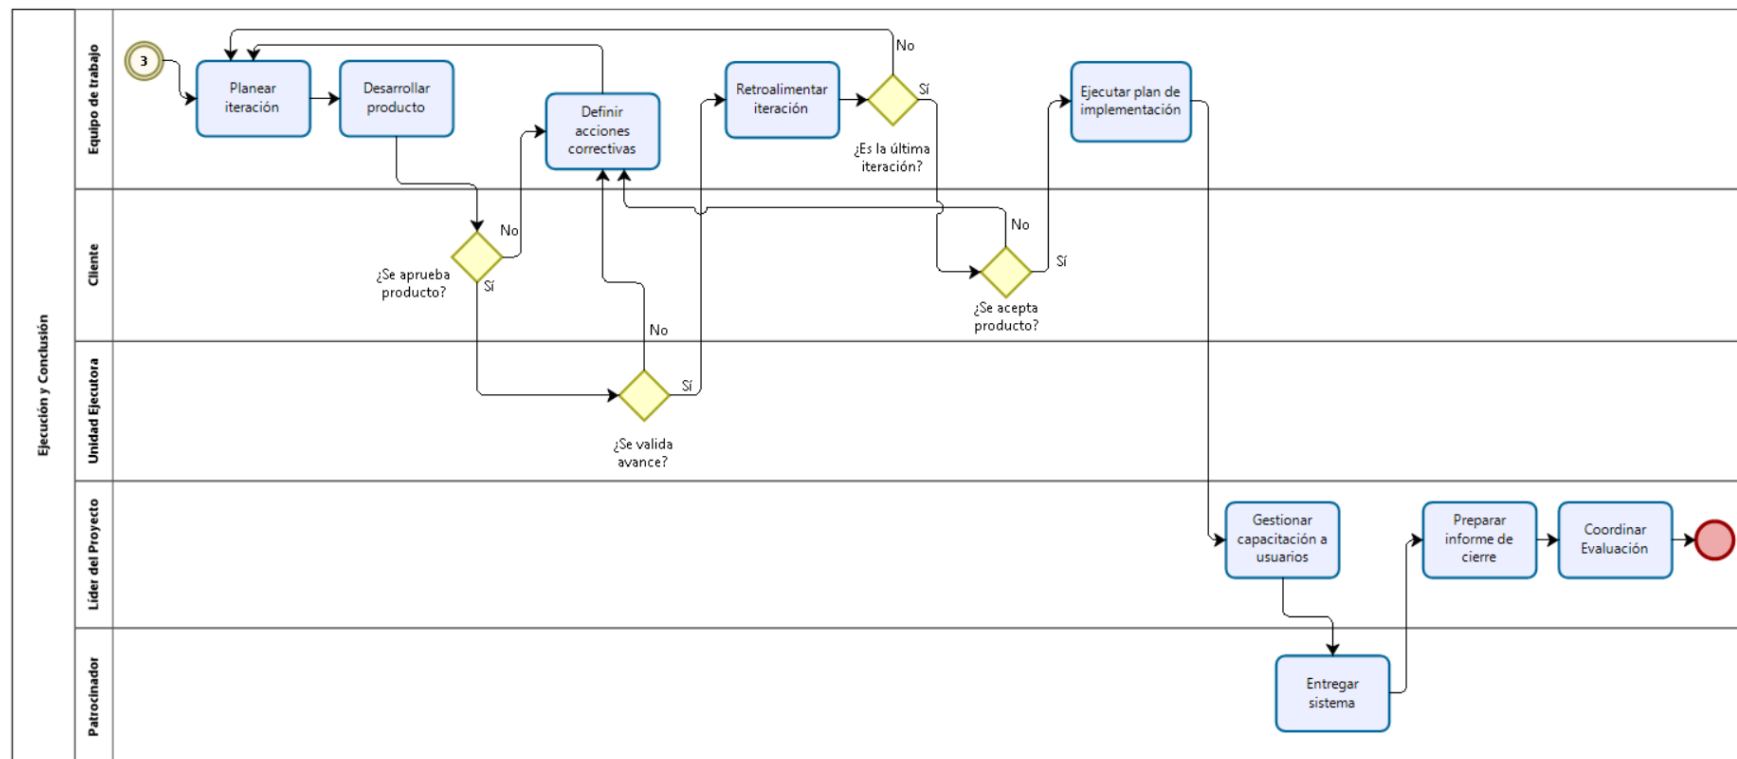 Ejecución y Conclusión
Equipo de trabajo
3
Planear
iteración
Desarrollar
producto
Definir
acciones
correctivas
Retroalimentar
iteración
No
Sí
¿Es la última
iteración?
Ejecutar plan de
implementación
Cliente
No
¿Se aprueba
producto?
Sí
No
No
Sí
¿Se acepta
producto?
Unidad Ejecutora
Sí
¿Se valida
avance?
Líder del Proyecto
Gestionar
capacitación a
usuarios
Preparar
informe de
cierre
Coordinar
Evaluación
Patrocinador
Entregar
sistema